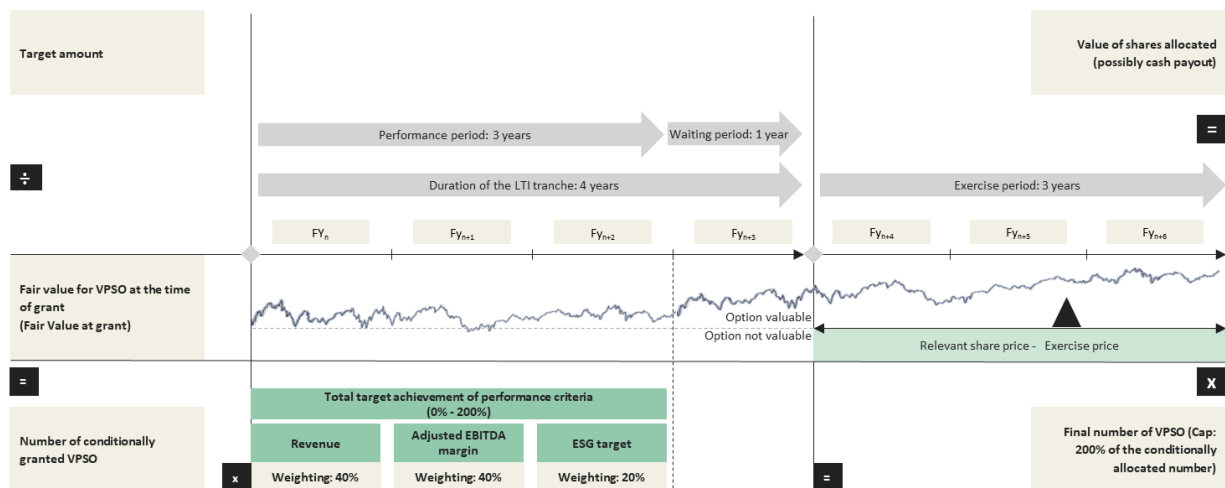 Target amount
Value of shares allocated
(possibly cash payout)
Performance period: 3 years
Waiting period: 1 year
=
÷
Duration of the LTI tranche: 4 years
Exercise period: 3 years
FYn
Fyn+1
Fyn+2
Fyn+3
Fyn+4
Fyn+5
Fyn+6
Fair value for VPSO at the time
of grant
(Fair Value at grant)
Option valuable
Option not valuable
Relevant share price - Exercise price
=
X
Total target achievement of performance criteria
(0% - 200%)
Number of conditionally
granted VPSO
Revenue
Adjusted EBITDA
margin
ESG target
Final number of VPSO (Cap:
200% of the conditionally
allocated number)
x
Weighting: 40%
Weighting: 40%
Weighting: 20%
=